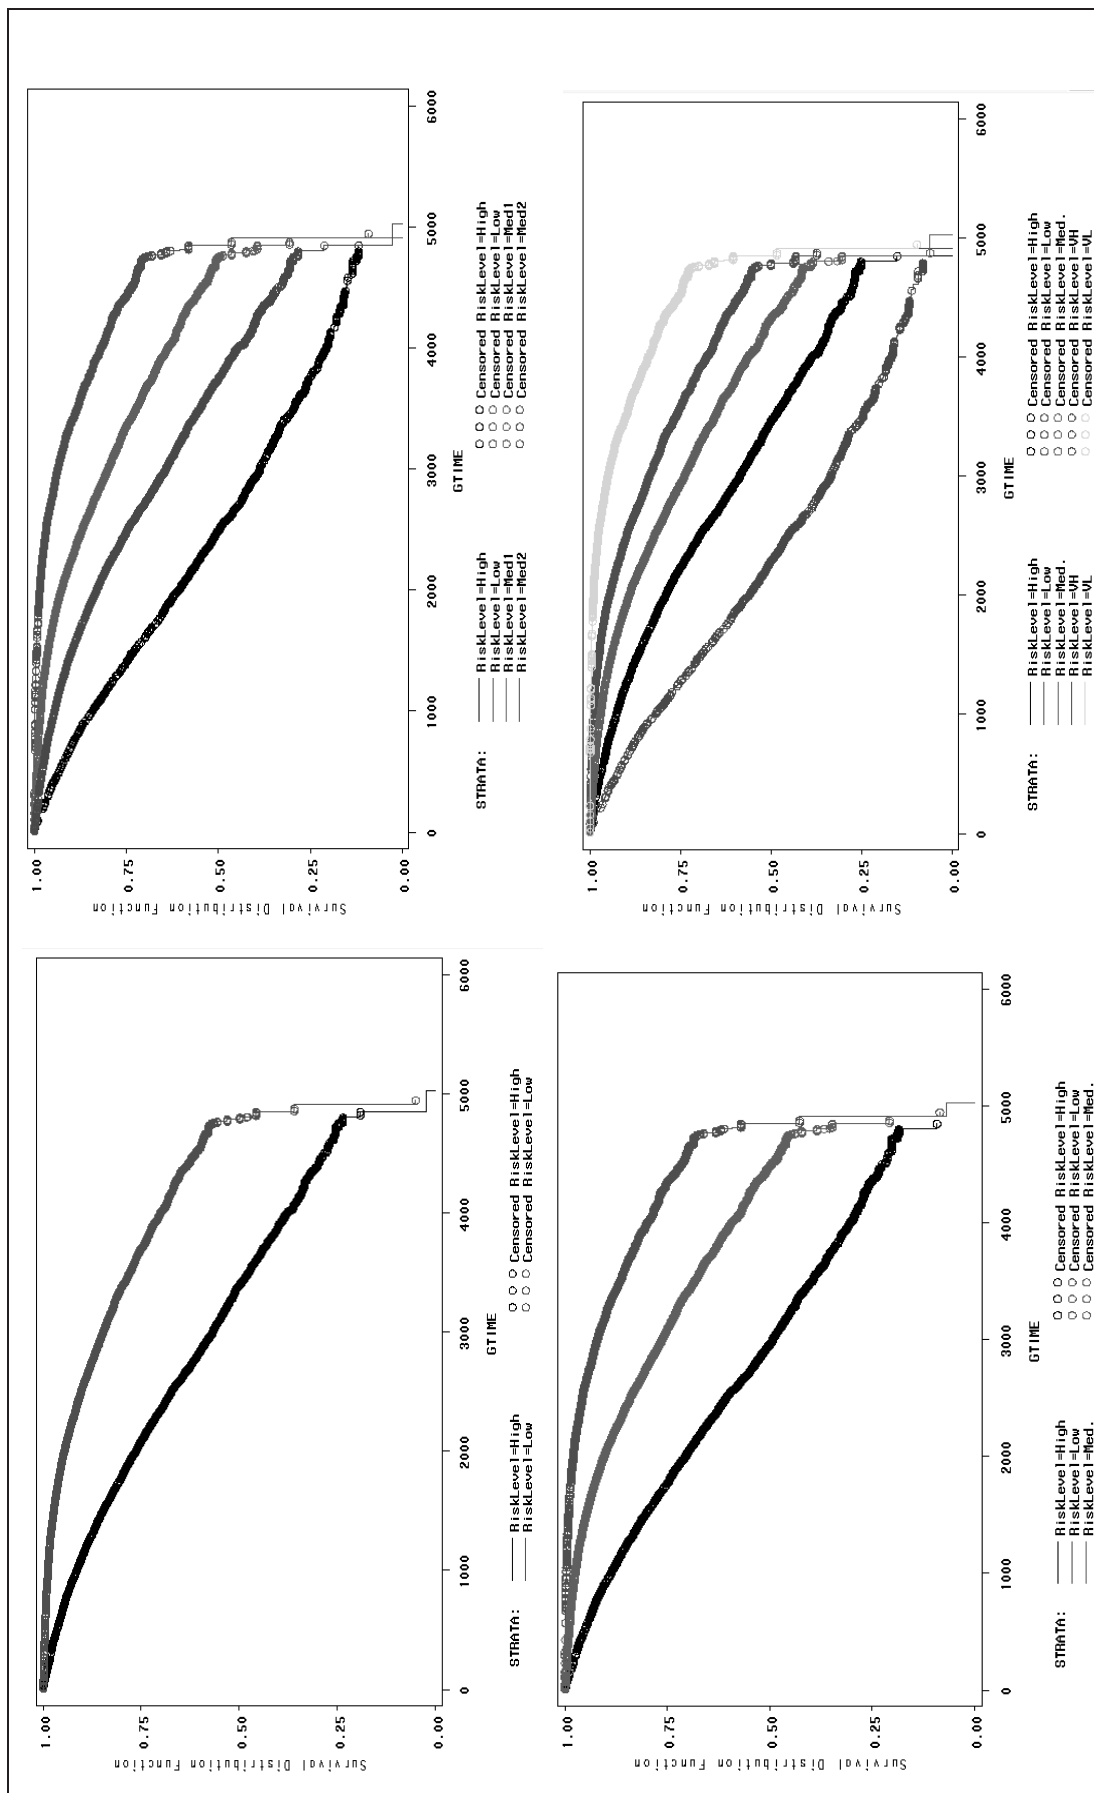 Survival Distribution Function
1.00
0.75
0.50
0.25
0.00
0 1000 2000 3000 4000 5000 6000
GTIME
STRATA: RiskLevel=High Censored RiskLevel=High
RiskLevel=Low Censored RiskLevel=Low
Survival Distribution Function
1.00
0.75
0.50
0.25
0.00
0 1000 2000 3000 4000 5000 6000
GTIME
STRATA: RiskLevel=High Censored RiskLevel=High
RiskLevel=Low Censored RiskLevel=Low
RiskLevel=Med1 Censored RiskLevel=Med1
RiskLevel=Med2 Censored RiskLevel=Med2
Survival Distribution Function
1.00
0.75
0.50
0.25
0.00
0 1000 2000 3000 4000 5000 6000
GTIME
STRATA: RiskLevel=High Censored RiskLevel=High
RiskLevel=Low Censored RiskLevel=Low
RiskLevel=Med. Censored RiskLevel=Med.
Survival Distribution Function
1.00
0.75
0.50
0.25
0.00
0 1000 2000 3000 4000 5000 6000
GTIME
STRATA: RiskLevel=High Censored RiskLevel=High
RiskLevel=Low Censored RiskLevel=Low
RiskLevel=Med. Censored RiskLevel=Med.
RiskLevel=VH Censored RiskLevel=VH
RiskLevel=VL Censored RiskLevel=VL